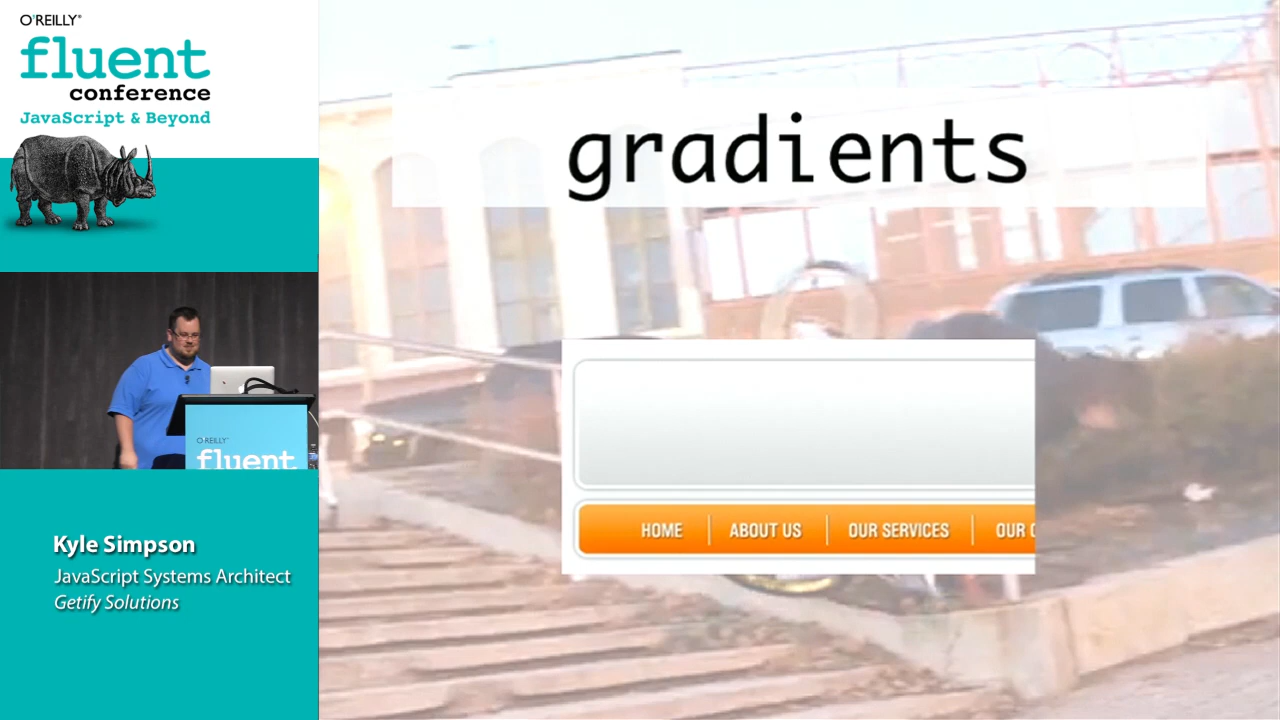 O'REILLY®
fluent
conference
JavaScript & Beyond
gradients
HOME
ABOUT US
OUR SERVICES
OUR
O'REILLY
fluent
Kyle Simpson
JavaScript Systems Architect
Getify Solutions